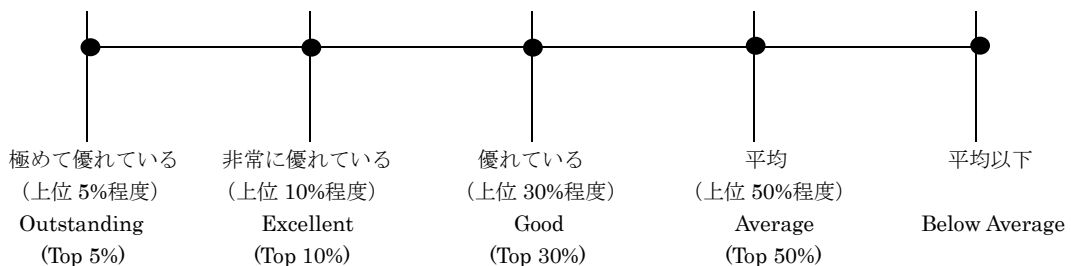 極めて優れている
（上位 5%程度）
Outstanding
(Top 5%)
非常に優れている
（上位 10%程度）
Excellent
(Top 10%)
優れている
（上位 30%程度）
Good
(Top 30%)
平均
（上位 50%程度）
Average
(Top 50%)
平均以下
Below Average